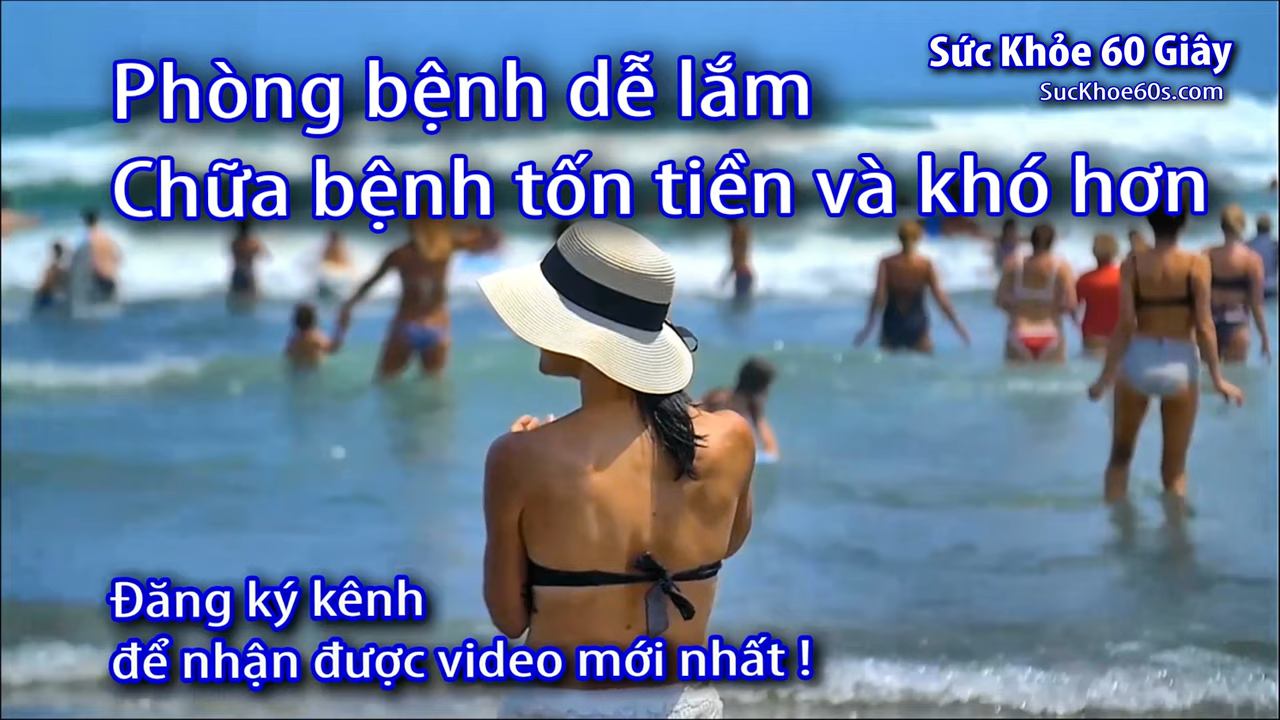 Sức Khỏe 60 Giây
SucKhoe60s.com
Phòng bệnh dễ lắm
Chữa bệnh tốn tiền và khó hơn
Đăng ký kênh
để nhận được video mới nhất !